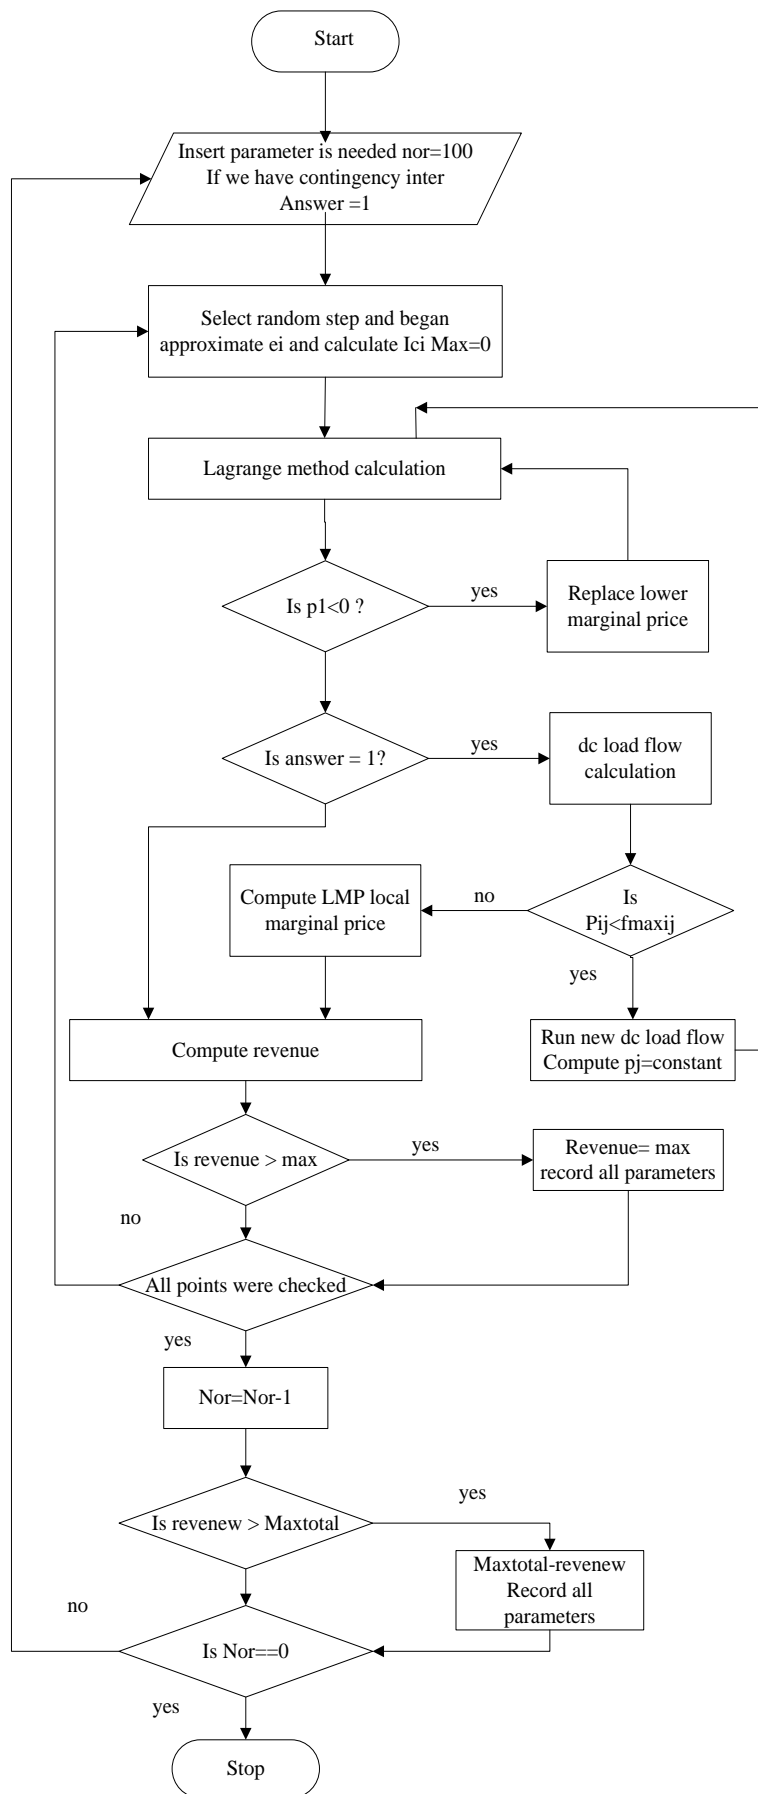 Start
Insert parameter is needed nor=100
If we have contingency inter
Answer =1
Select random step and began
approximate ei and calculate Ici Max=0
Lagrange method calculation
Is p1<0 ?
yes
Replace lower
marginal price
Is answer = 1?
yes
dc load flow
calculation
Compute LMP local
marginal price
no
Is
Pij<fmaxij
yes
Compute revenue
Run new dc load flow
Compute pj=constant
Is revenue > max
yes
Revenue= max
record all parameters
no
All points were checked
yes
Nor=Nor-1
Is revenew > Maxtotal
yes
Maxtotal-revenew
Record all
parameters
no
Is Nor==0
yes
Stop